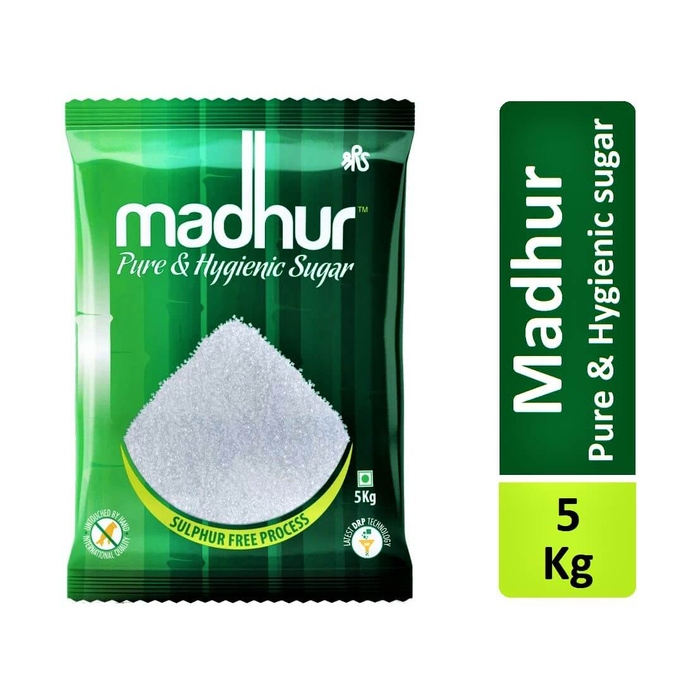 श्री
madhur™
Pure & Hygienic Sugar
5Kg
SULPHUR FREE PROCESS
UNTOUCHED BY HAND
INTERNATIONAL QUALITY
LATEST DRP TECHNOLOGY
Madhur
Pure & Hygienic sugar
5
Kg